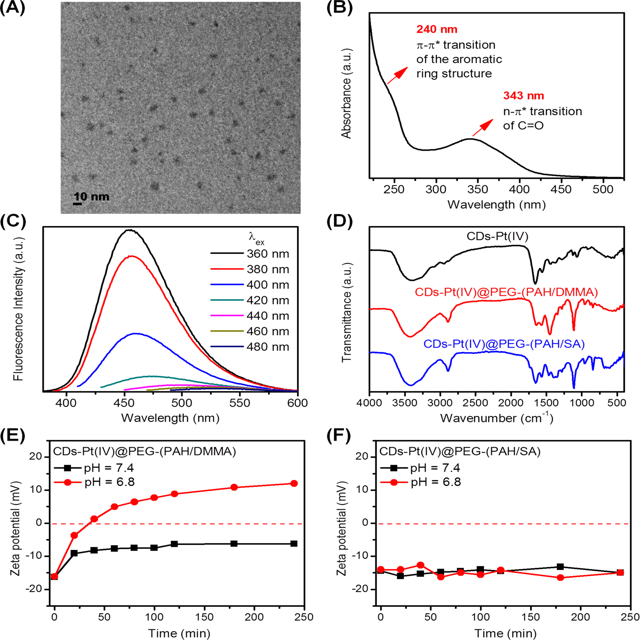 (A)
10 nm
(B)
Absorbance (a.u.)
240 nm
π-π* transition
of the aromatic
ring structure
343 nm
n-π* transition
of C=O
250 300 350 400 450 500
Wavelength (nm)
(C)
Fluorescence Intensity (a.u.)
λex
360 nm
380 nm
400 nm
420 nm
440 nm
460 nm
480 nm
400 450 500 550 600
Wavelength (nm)
(D)
Transmittance (a.u.)
CDs-Pt(IV)
CDs-Pt(IV)@PEG-(PAH/DMMA)
CDs-Pt(IV)@PEG-(PAH/SA)
4000 3500 3000 2500 2000 1500 1000 400
Wavenumber (cm-1)
(E)
Zeta potential (mV)
CDs-Pt(IV)@PEG-(PAH/DMMA)
pH = 7.4
pH = 6.8
20
10
0
-10
-20
0 50 100 150 200 250
Time (min)
(F)
Zeta potential (mV)
CDs-Pt(IV)@PEG-(PAH/SA)
pH = 7.4
pH = 6.8
20
10
0
-10
-20
0 50 100 150 200 250
Time (min)